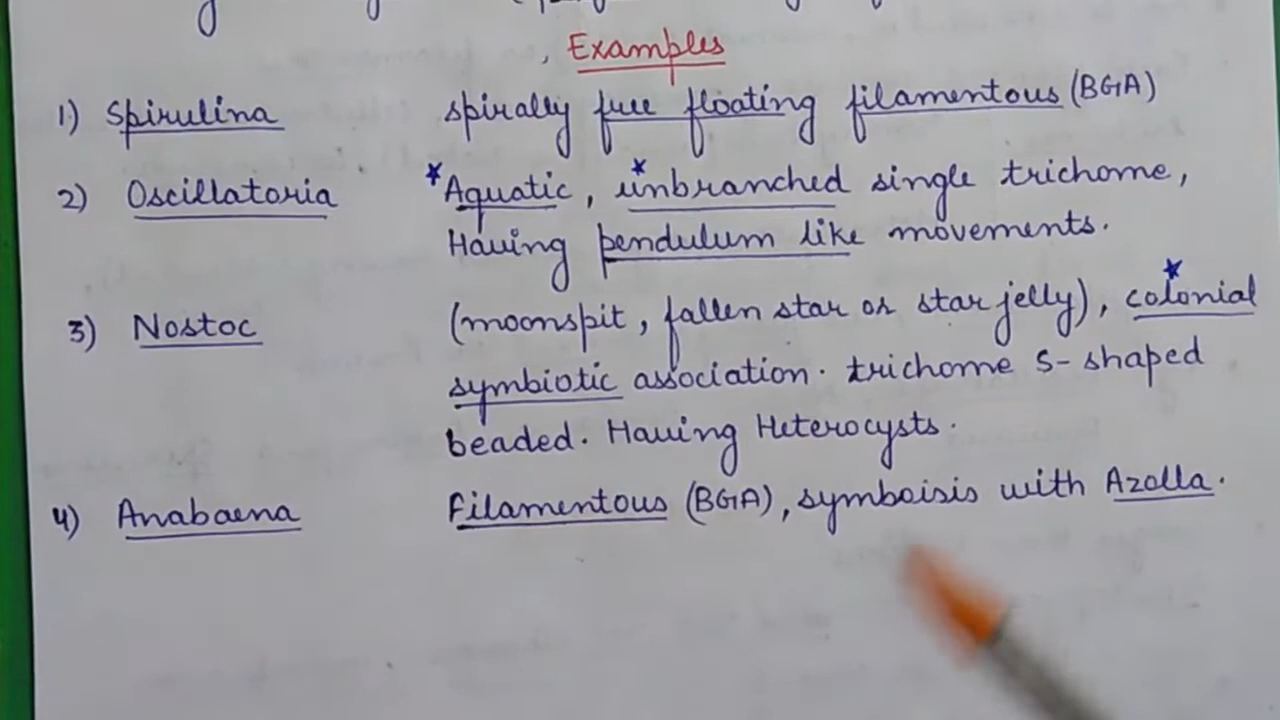 Examples
1) Spirulina spirally free floating filamentous (BGA)
2) Oscillatoria *Aquatic, *unbranched single trichome,
Having pendulum like movements.
3) Nostoc (moonspit, fallen star or star jelly), *colonial
symbiotic association. trichome S-shaped
beaded. Having Heterocysts.
4) Anabaena Filamentous (BGA), symboisis with Azolla.